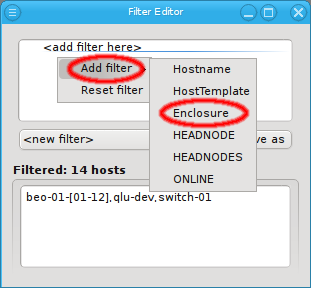 Filter Editor
<add filter here>
Add filter
Reset filter
Hostname
HostTemplate
Enclosure
HEADNODE
HEADNODES
ONLINE
<new filter>
as
Filtered: 14 hosts
beo-01-[01-12],qlu-dev,switch-01